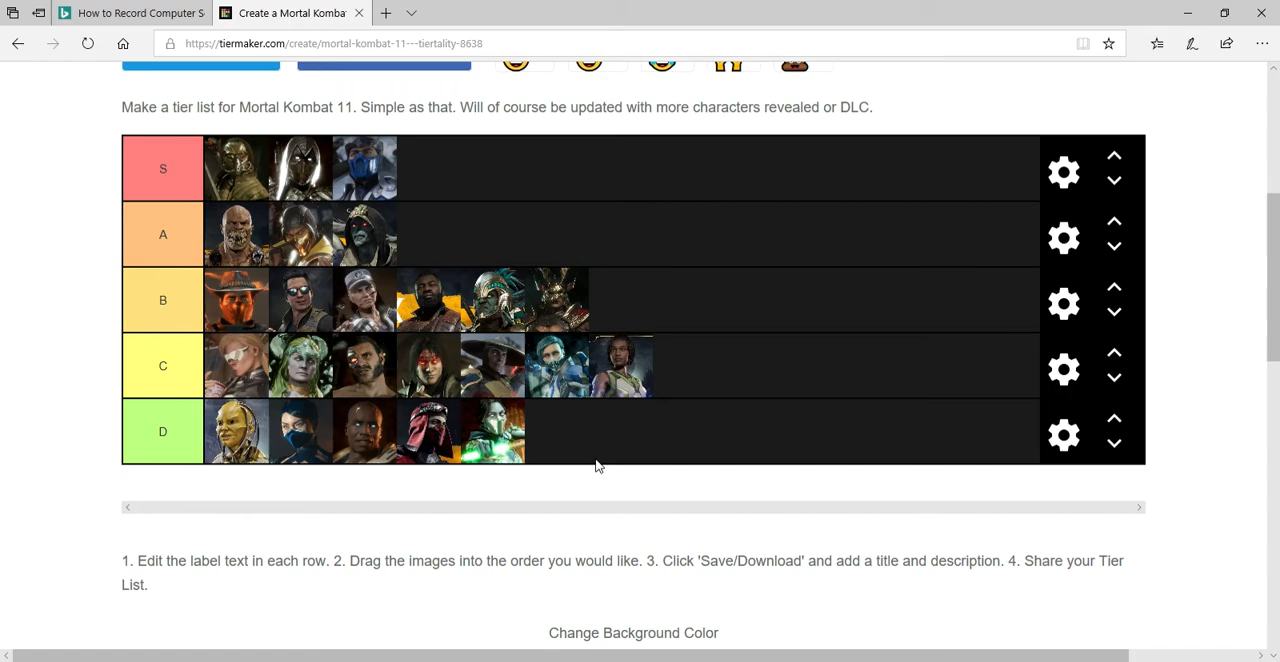 How to Record Computer S
Create a Mortal Komba
https://tiermaker.com/create/mortal-kombat-11---tiertality-8638
Make a tier list for Mortal Kombat 11. Simple as that. Will of course be updated with more characters revealed or DLC.
S
A
B
C
D
1. Edit the label text in each row. 2. Drag the images into the order you would like. 3. Click 'Save/Download' and add a title and description. 4. Share your Tier
List.
Change Background Color